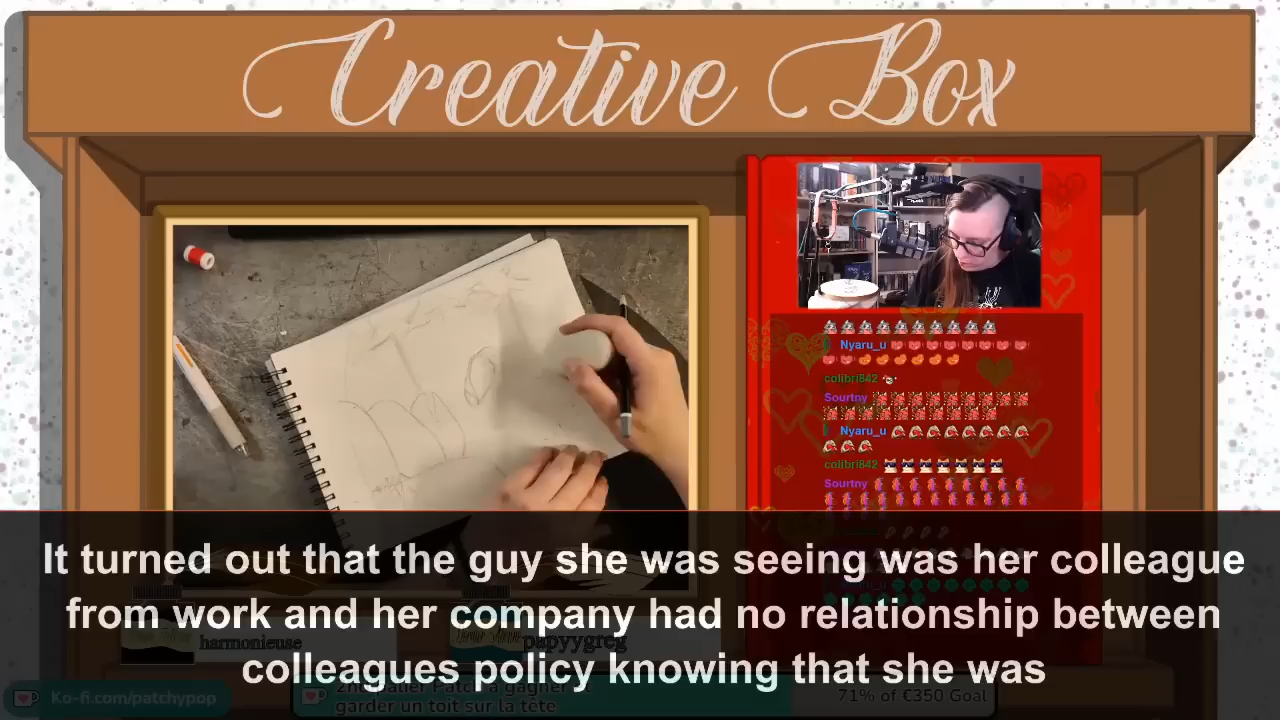 Creative Box
Nyaru_u
colibri842
Sourtny
Nyaru_u
colibri842
Sourtny
It turned out that the guy she was seeing was her colleague
from work and her company had no relationship between
colleagues policy knowing that she was
harmonieuse
papyygreg
Ko-fi.com/patchypop
garder un toit sur la tête
71% of €350 Goal